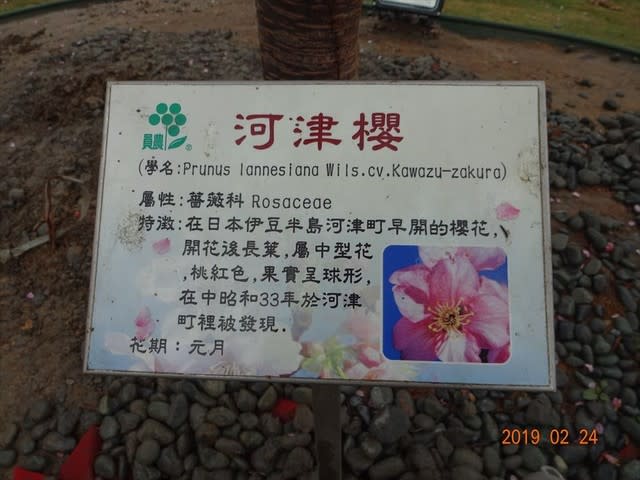 員農®
河津櫻
(學名:Prunus lannesiana Wils.cv.Kawazu-zakura)
屬性:薔薇科 Rosaceae
特徵:在日本伊豆半島河津町早開的櫻花,
開花後長葉,屬中型花
,桃紅色,果實呈球形,
在中昭和33年於河津
町裡被發現.
花期:元月
2019 02 24